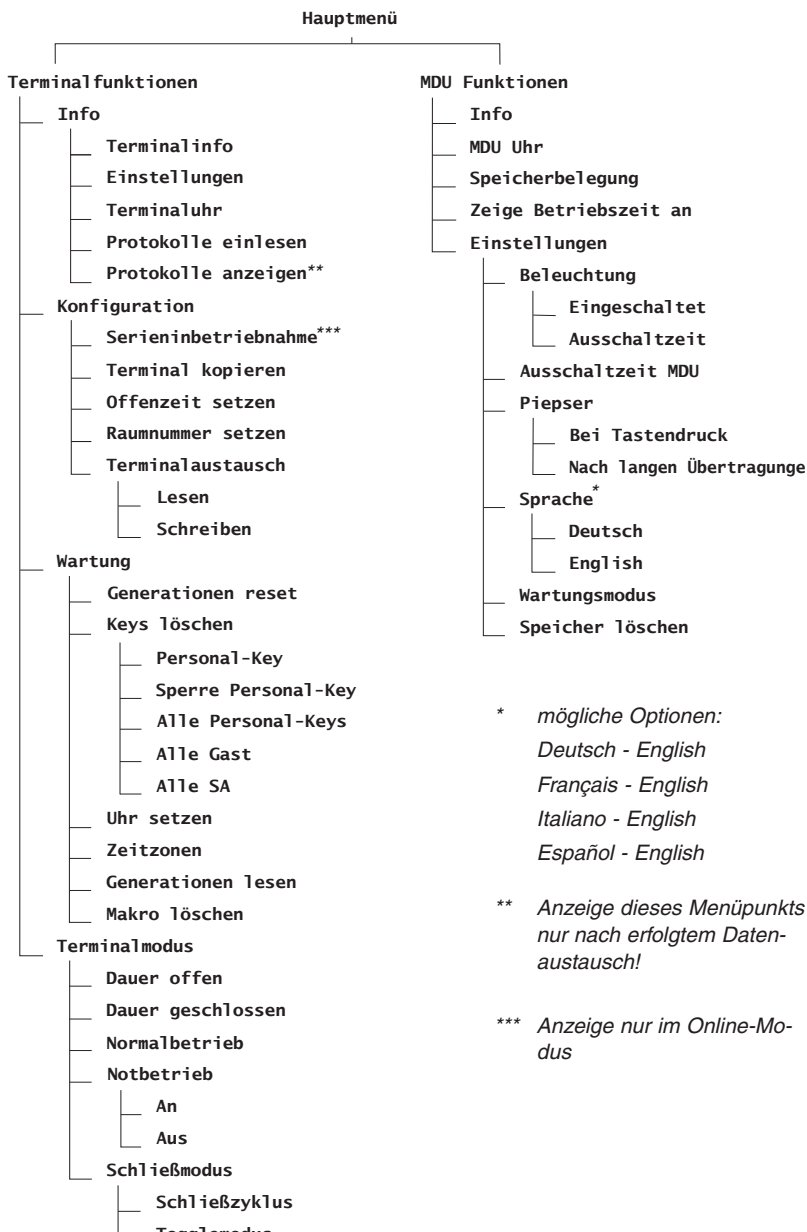 Hauptmenü
Terminalfunktionen
Info
Terminalinfo
Einstellungen
Terminaluhr
Protokolle einlesen
Protokolle anzeigen**
Konfiguration
Serieninbetriebnahme***
Terminal kopieren
Offenzeit setzen
Raumnummer setzen
Terminalaustausch
Lesen
Schreiben
Wartung
Generationen reset
Keys löschen
Personal-Key
Sperre Personal-Key
Alle Personal-Keys
Alle Gast
Alle SA
Uhr setzen
Zeitzonen
Generationen lesen
Makro löschen
Terminalmodus
Dauer offen
Dauer geschlossen
Normalbetrieb
Notbetrieb
An
Aus
Schließmodus
Schließzyklus
Togglemodus
MDU Funktionen
Info
MDU Uhr
Speicherbelegung
Zeige Betriebszeit an
Einstellungen
Beleuchtung
Eingeschaltet
Ausschaltzeit
Ausschaltzeit MDU
Piepser
Bei Tastendruck
Nach langen Übertragunge
Sprache*
Deutsch
English
Wartungsmodus
Speicher löschen
* mögliche Optionen:
Deutsch - English
Français - English
Italiano - English
Español - English
** Anzeige dieses Menüpunkts
nur nach erfolgtem Daten-
austausch!
*** Anzeige nur im Online-Mo-
dus